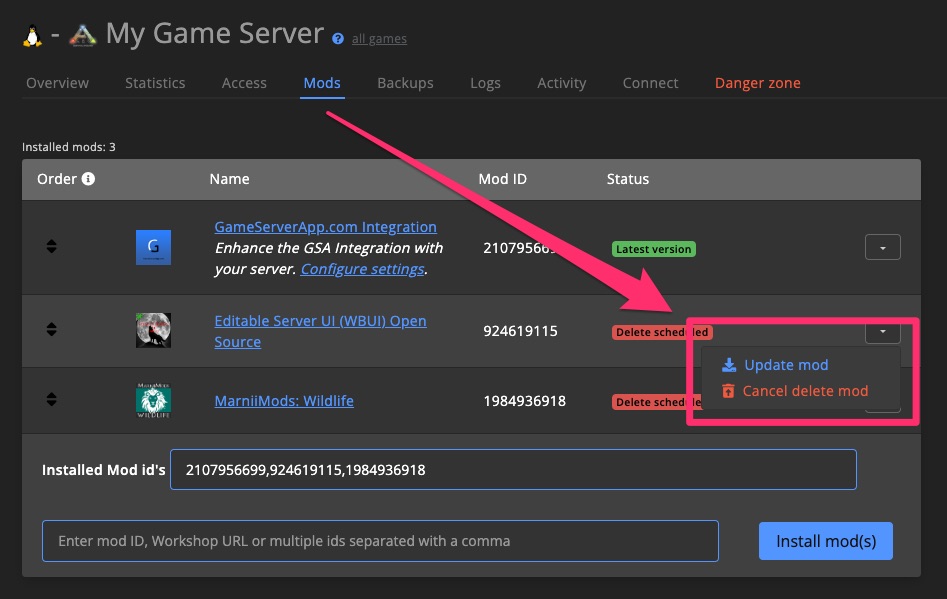 - My Game Server all games
Overview Statistics Access Mods Backups Logs Activity Connect Danger zone
Installed mods: 3
Order Name Mod ID Status
GameServerApp.com Integration
Enhance the GSA Integration with
your server. Configure settings.
G
Latest version
Editable Server UI (WBUI) Open
Source
924619115
Delete scheduled
Update mod
Cancel delete mod
MARNIIMODS
WILDLIFE
MarniiMods: Wildlife
1984936918
Delete
Installed Mod id's 2107956699,924619115,1984936918
Enter mod ID, Workshop URL or multiple ids separated with a comma
Install mod(s)